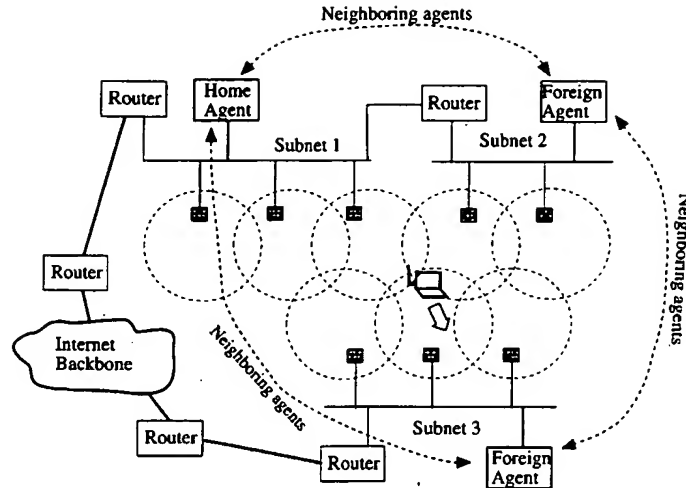 Neighboring agents
Router
Home
Agent
Router
Foreign
Agent
Subnet 1
Subnet 2
Neighboring agents
Router
Internet
Backbone
Neighboring agents
Router
Router
Subnet 3
Foreign
Agent